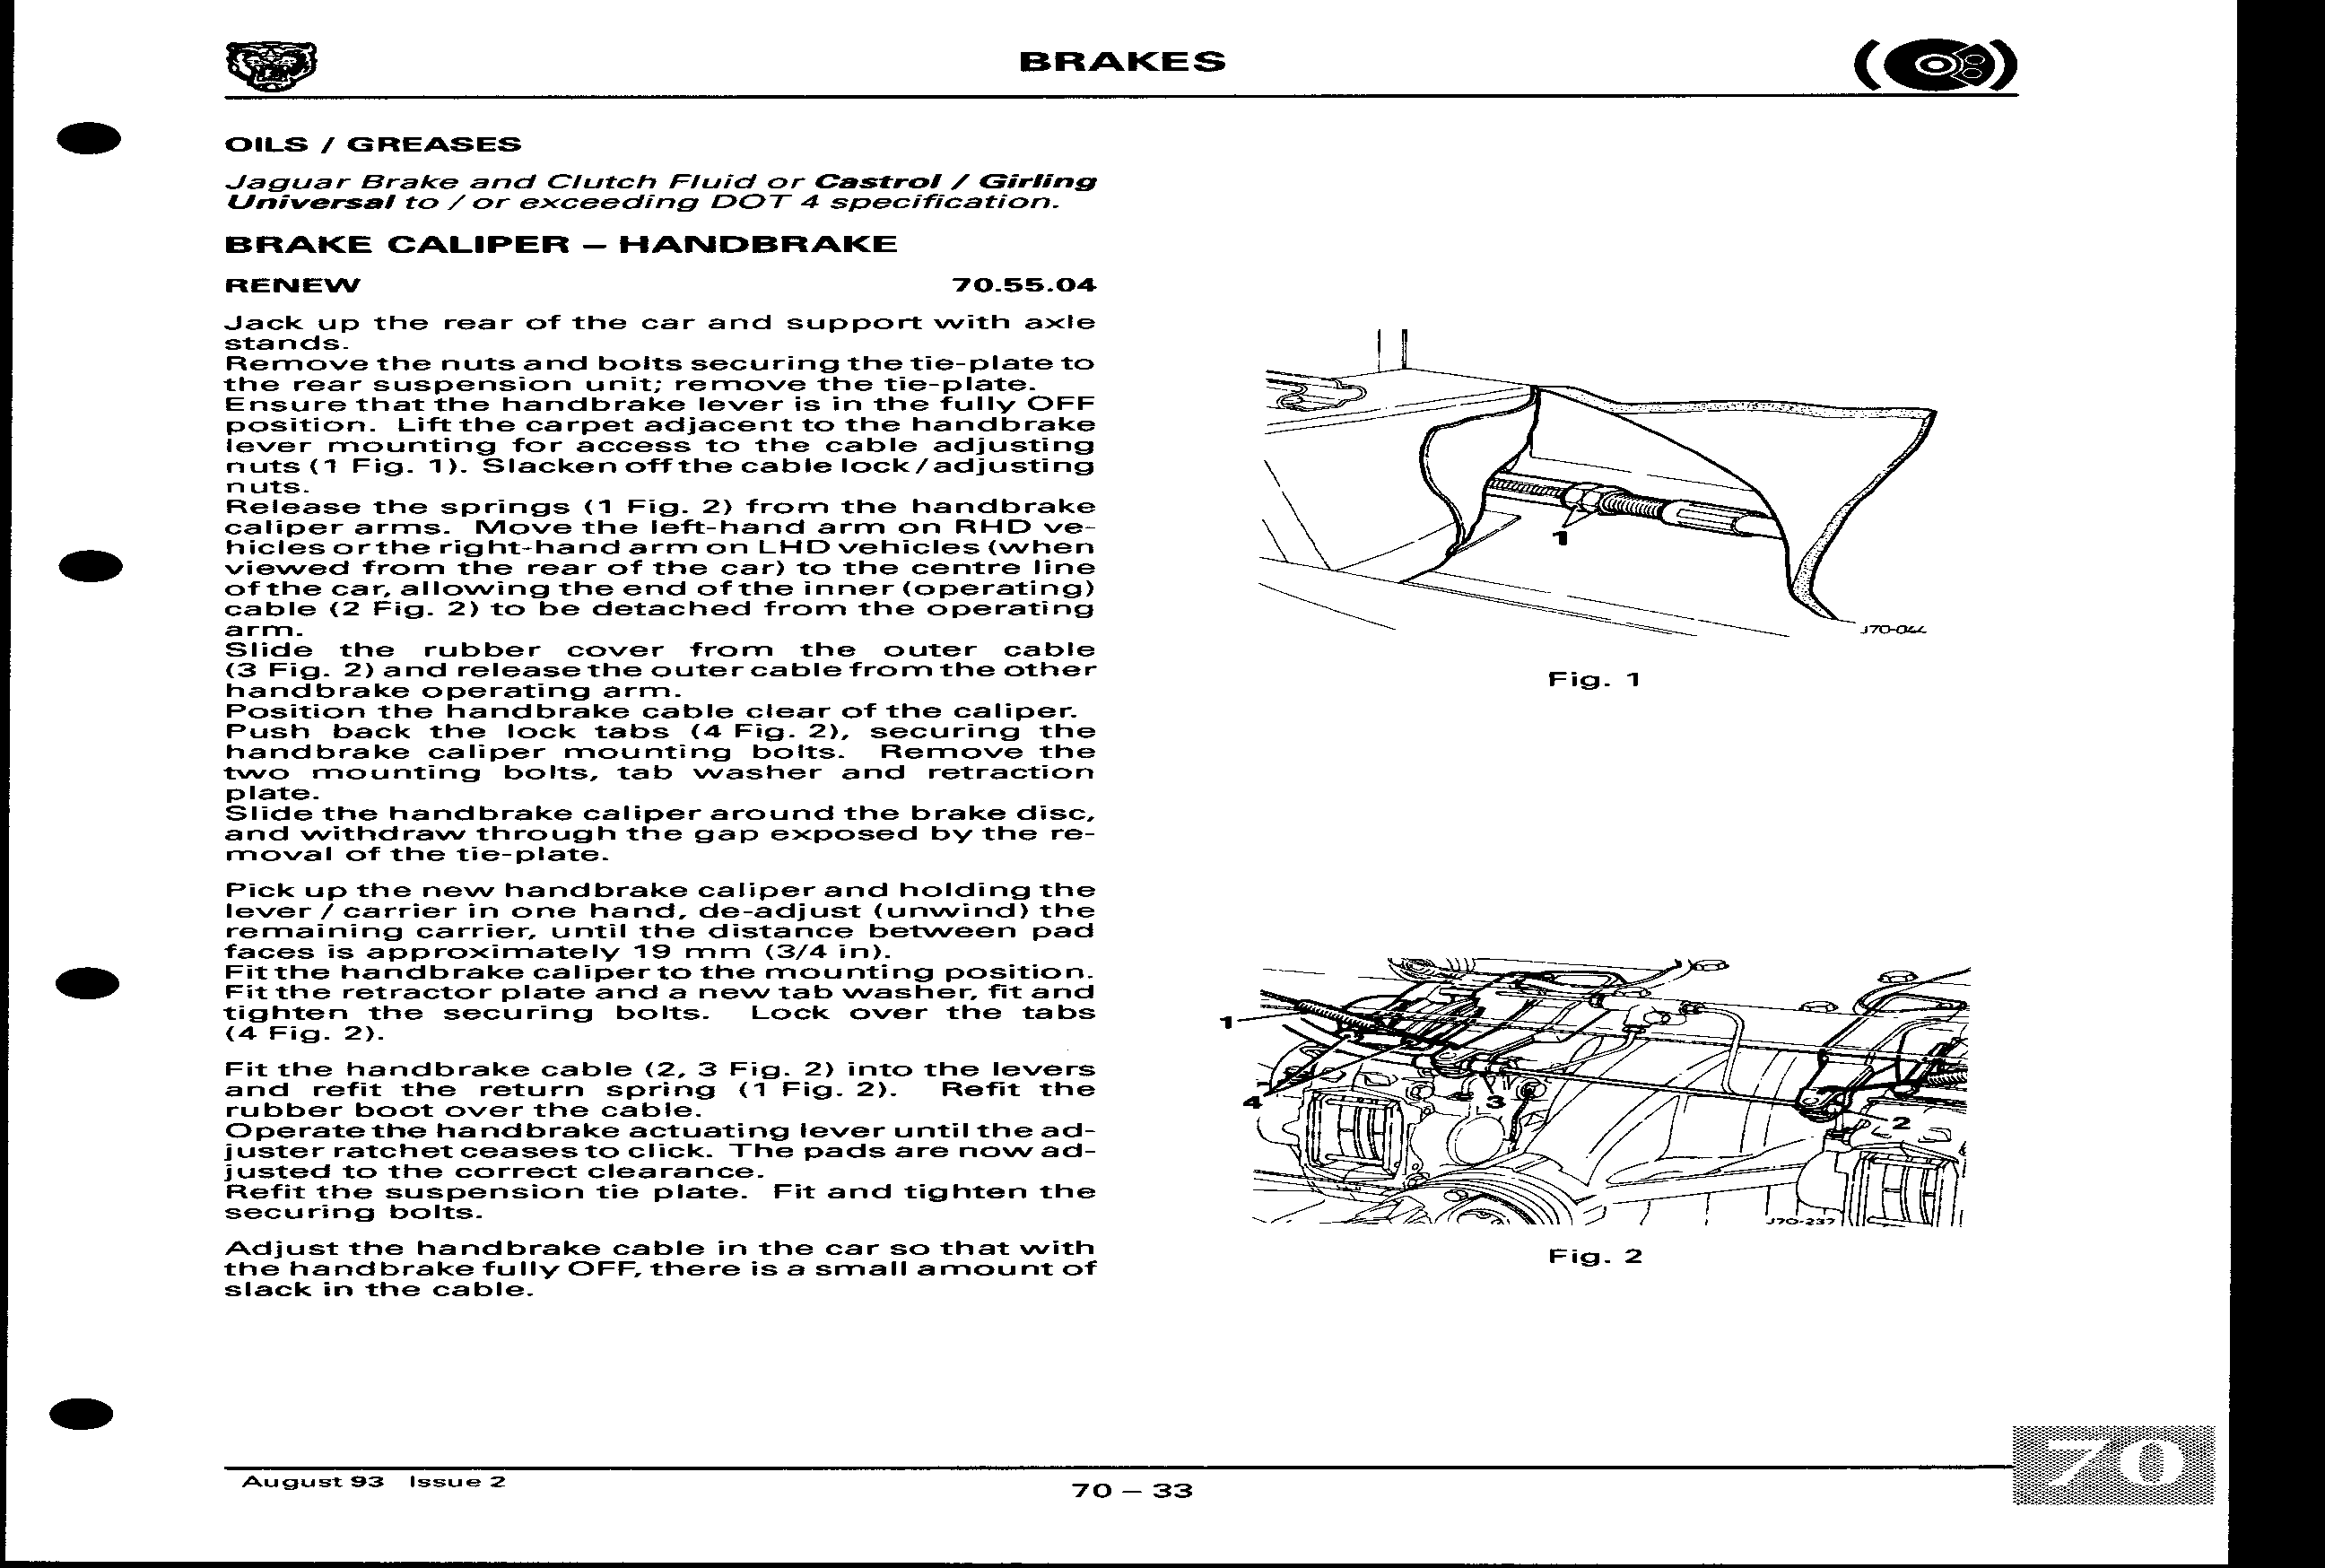 BRAKES
OILS / GREASES
Jaguar Brake and Clutch Fluid or Castrol / Girling
Universal to / or exceeding DOT 4 specification.
BRAKE CALIPER – HANDBRAKE
RENEW 70.55.04
Jack up the rear of the car and support with axle
stands.
Remove the nuts and bolts securing the tie-plate to
the rear suspension unit; remove the tie-plate.
Ensure that the handbrake lever is in the fully OFF
position. Lift the carpet adjacent to the handbrake
lever mounting for access to the cable adjusting
nuts (1 Fig. 1). Slacken off the cable lock / adjusting
nuts.
Release the springs (1 Fig. 2) from the handbrake
caliper arms. Move the left-hand arm on RHD ve-
hicles or the right-hand arm on LHD vehicles (when
viewed from the rear of the car) to the centre line
of the car, allowing the end of the inner (operating)
cable (2 Fig. 2) to be detached from the operating
arm.
Slide the rubber cover from the outer cable
(3 Fig. 2) and release the outer cable from the other
handbrake operating arm.
Position the handbrake cable clear of the caliper.
Push back the lock tabs (4 Fig. 2), securing the
handbrake caliper mounting bolts. Remove the
two mounting bolts, tab washer and retraction
plate.
Slide the handbrake caliper around the brake disc,
and withdraw through the gap exposed by the re-
moval of the tie-plate.
Pick up the new handbrake caliper and holding the
lever / carrier in one hand, de-adjust (unwind) the
remaining carrier, until the distance between pad
faces is approximately 19 mm (3/4 in).
Fit the handbrake caliper to the mounting position.
Fit the retractor plate and a new tab washer, fit and
tighten the securing bolts. Lock over the tabs
(4 Fig. 2).
Fit the handbrake cable (2, 3 Fig. 2) into the levers
and refit the return spring (1 Fig. 2). Refit the
rubber boot over the cable.
Operate the handbrake actuating lever until the ad-
juster ratchet ceases to click. The pads are now ad-
justed to the correct clearance.
Refit the suspension tie plate. Fit and tighten the
securing bolts.
Adjust the handbrake cable in the car so that with
the handbrake fully OFF, there is a small amount of
slack in the cable.
1
J70-044
Fig. 1
1
4
3
2
J70-237
Fig. 2
August 93 Issue 2
70 – 33
70